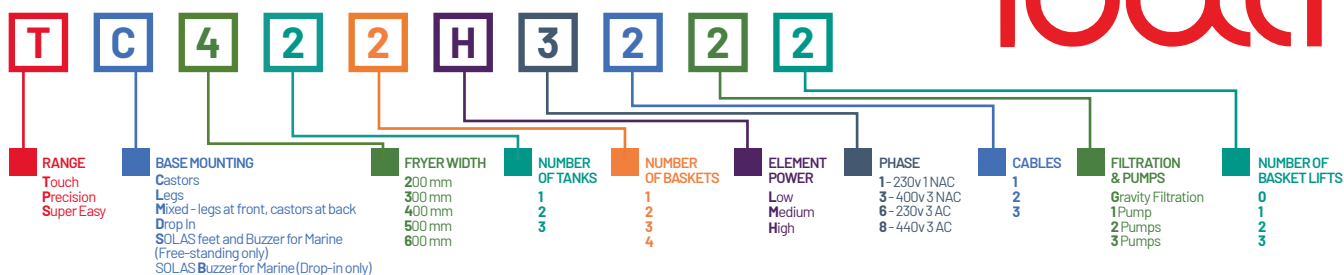 T C 4 2 2 H 3 2 2 2
RANGE
Touch
Precision
Super Easy
BASE MOUNTING
Castors
Legs
Mixed - legs at front, castors at back
Drop In
SOLAS feet and Buzzer for Marine
(Free-standing only)
SOLAS Buzzer for Marine (Drop-in only)
FRYER WIDTH
200 mm
300 mm
400 mm
500 mm
600 mm
NUMBER
OF TANKS
1
2
3
NUMBER
OF BASKETS
1
2
3
4
ELEMENT
POWER
Low
Medium
High
PHASE
1 - 230v 1 NAC
3 - 400v 3 NAC
6 - 230v 3 AC
8 - 440v 3 AC
CABLES
1
2
3
FILTRATION
& PUMPS
Gravity Filtration
1 Pump
2 Pumps
3 Pumps
NUMBER OF
BASKET LIFTS
0
1
2
3